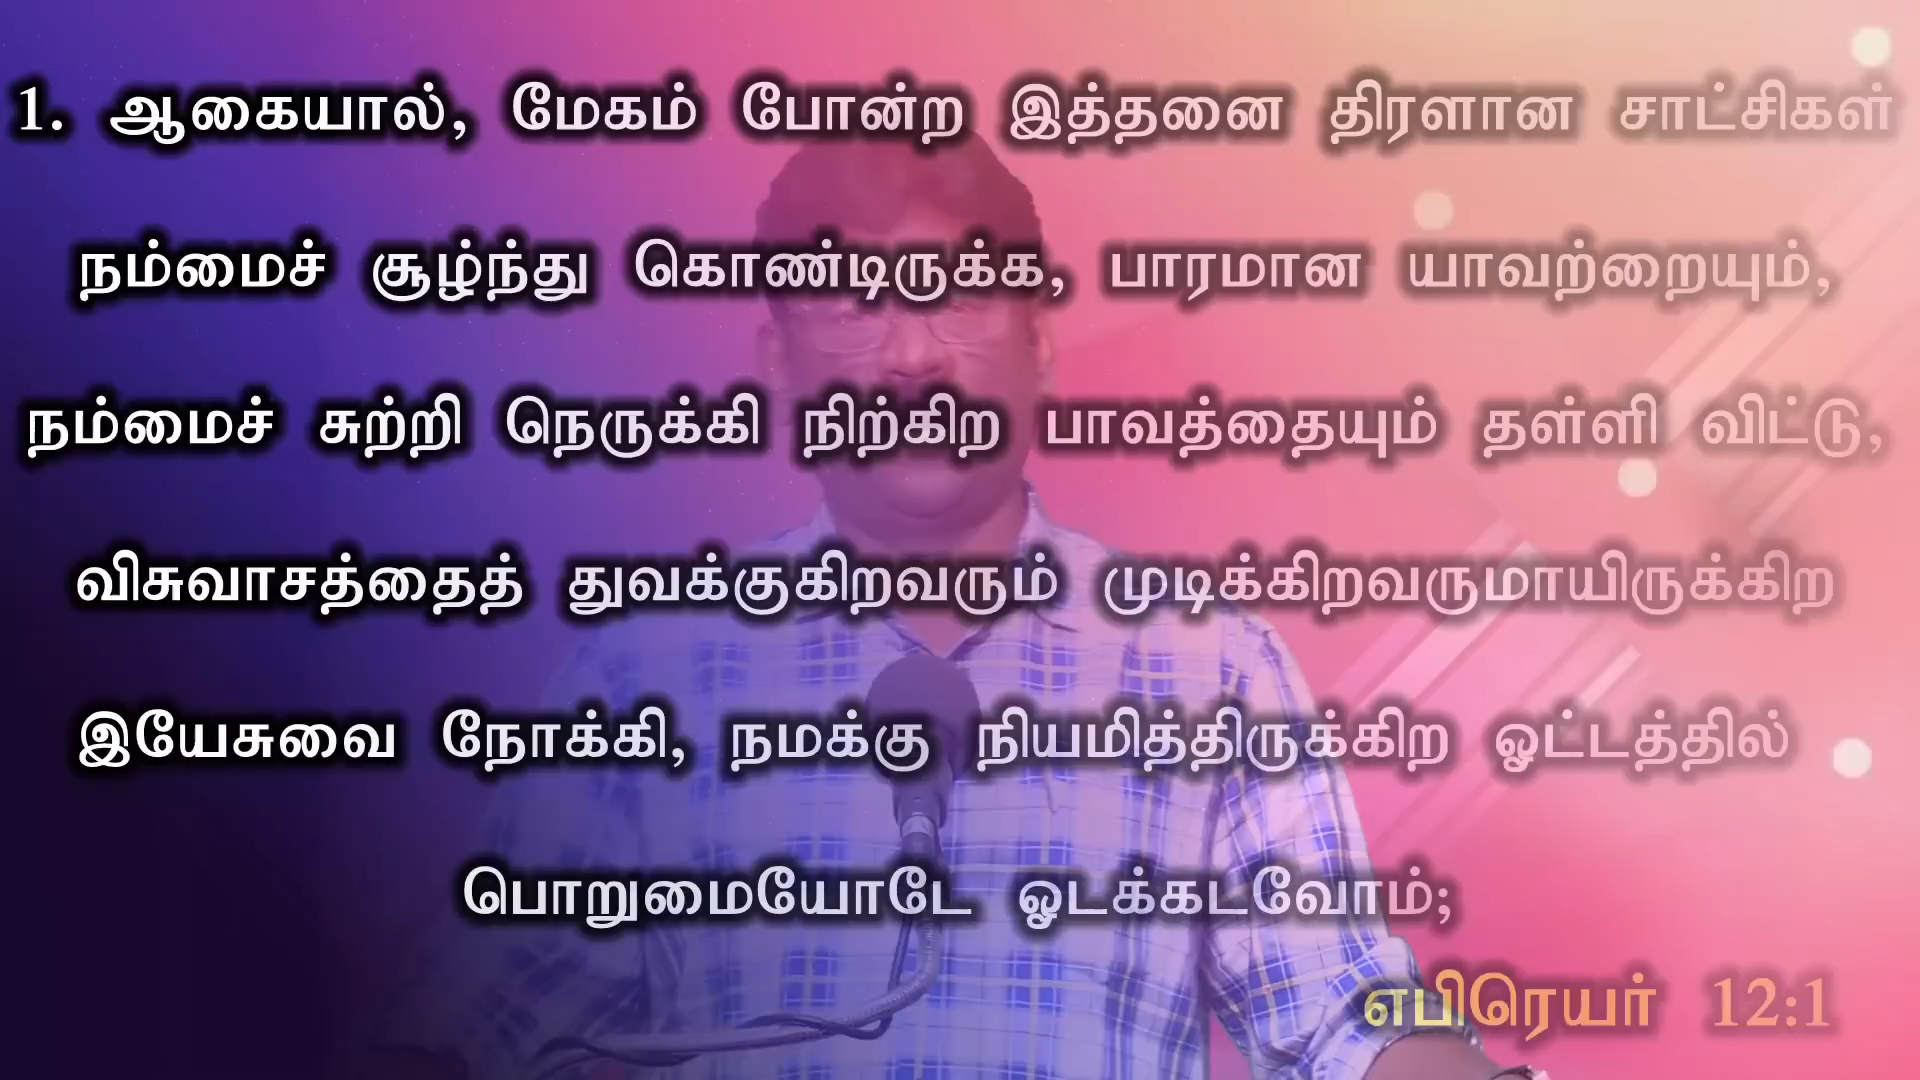 1. ஆகையால், மேகம் போன்ற இத்தனை திரளான சாட்சிகள்
நம்மைச் சூழ்ந்து கொண்டிருக்க, பாரமான யாவற்றையும்,
நம்மைச் சுற்றி நெருக்கி நிற்கிற பாவத்தையும் தள்ளி விட்டு,
விசுவாசத்தைத் துவக்குகிறவரும் முடிக்கிறவருமாயிருக்கிற
இயேசுவை நோக்கி, நமக்கு நியமித்திருக்கிற ஓட்டத்தில்
பொறுமையோடே ஓடக்கடவோம்;
எபிரெயர் 12:1